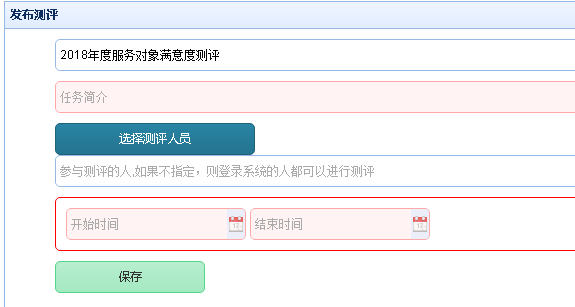 发布测评
2018年度服务对象满意度测评
任务简介
选择测评人员
参与测评的人,如果不指定，则登录系统的人都可以进行测评
开始时间 结束时间
保存